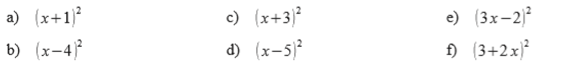 a) (x+1)² c) (x+3)² e) (3x−2)²
b) (x−4)² d) (x−5)² f) (3+2x)²